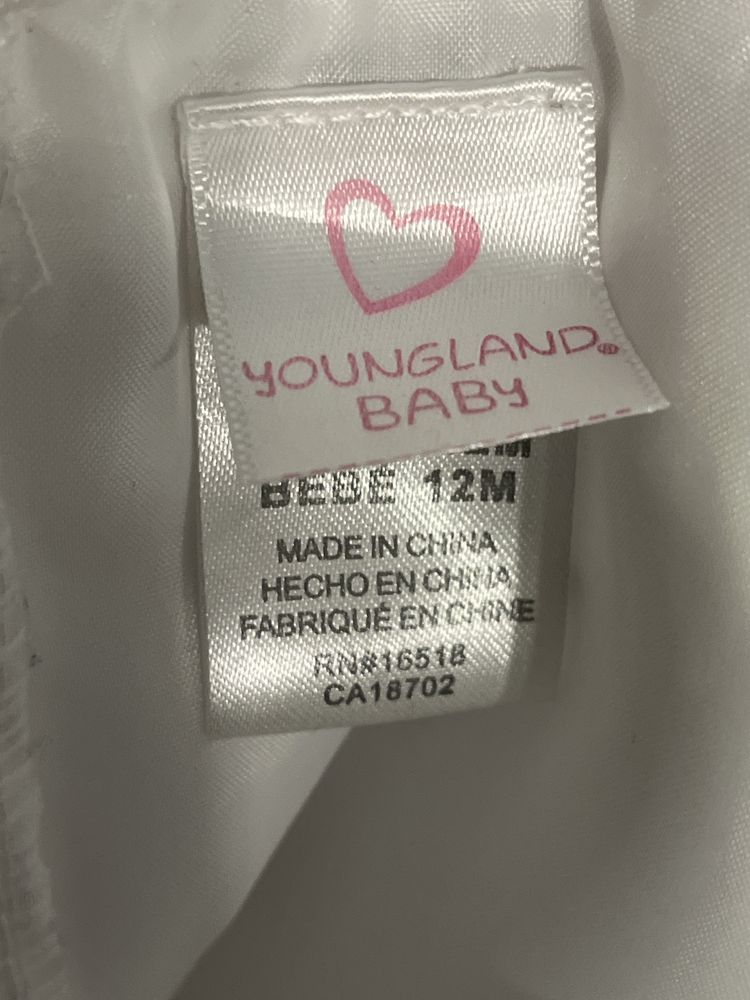 YOUNGLAND®
BABY
BEBE 12M
MADE IN CHINA
HECHO EN CHINA
FABRIQUÉ EN CHINE
RN#16518
CA18702